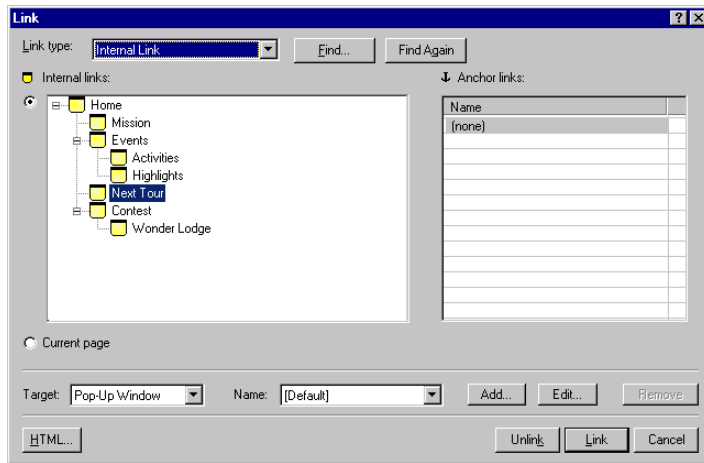 Link
Link type: Internal Link Find... Find Again
Internal links: Anchor links:
Home
Mission
Events
Activities
Highlights
Next Tour
Contest
Wonder Lodge
Name
(none)
Current page
Target: Pop-Up Window Name: [Default] Add... Edit... Remove
HTML... Unlink Link Cancel